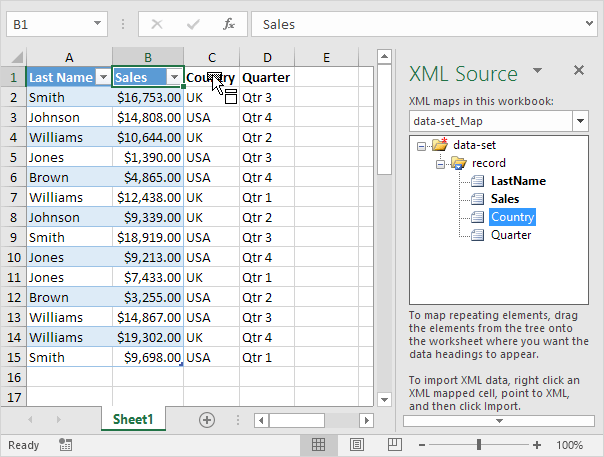 B1 Sales
A B C D E
1 Last Name Sales Country Quarter
2 Smith $16,753.00 UK Qtr 3
3 Johnson $14,808.00 USA Qtr 4
4 Williams $10,644.00 UK Qtr 2
5 Jones $1,390.00 USA Qtr 3
6 Brown $4,865.00 USA Qtr 4
7 Williams $12,438.00 UK Qtr 1
8 Johnson $9,339.00 UK Qtr 2
9 Smith $18,919.00 USA Qtr 3
10 Jones $9,213.00 USA Qtr 4
11 Jones $7,433.00 UK Qtr 1
12 Brown $3,255.00 USA Qtr 2
13 Williams $14,867.00 USA Qtr 3
14 Williams $19,302.00 UK Qtr 4
15 Smith $9,698.00 USA Qtr 1
16
17
Sheet1
Ready
100%
XML Source
XML maps in this workbook:
data-set_Map
data-set
record
LastName
Sales
Country
Quarter
To map repeating elements, drag
the elements from the tree onto
the worksheet where you want the
data headings to appear.
To import XML data, right click an
XML mapped cell, point to XML,
and then click Import.